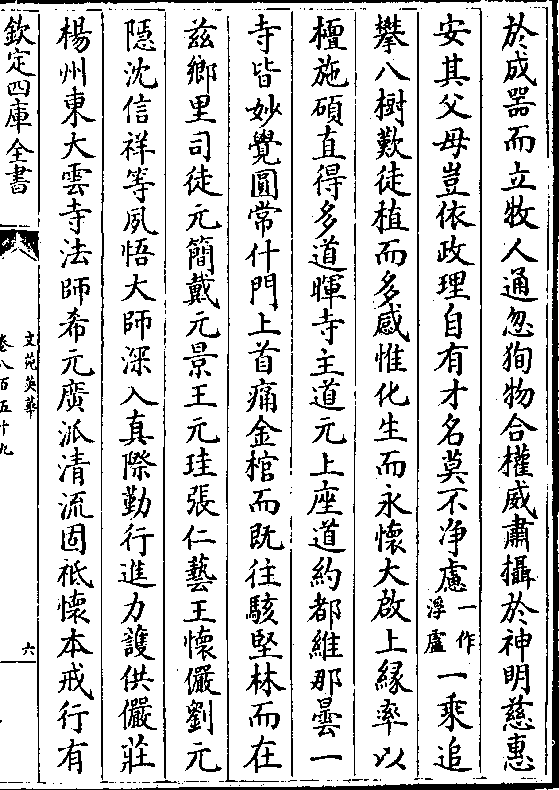 於成器而立牧人通忽狥物合權威肅攝於神明慈惠
安其父母豈依政理自有才名莫不净慮一作浮廬一乘追
攀八樹歎徒植而多感惟化生而永懷大啟上縁率以
檀施碩直得多道暉寺主道元上座道約都維那曇一
寺皆妙覺圓常什門上首痛金棺而既往駭堅林而在
兹鄉里司徒元簡戴元景王元珪張仁藝王懷儼劉元
隠沈信祥等夙悟大師深入真際勤行進力䕶供儼莊
楊州東大雲寺法師希元廣派清流固祗懷本戒行有
欽定四庫全書
文苑英華
卷八百五十九
六